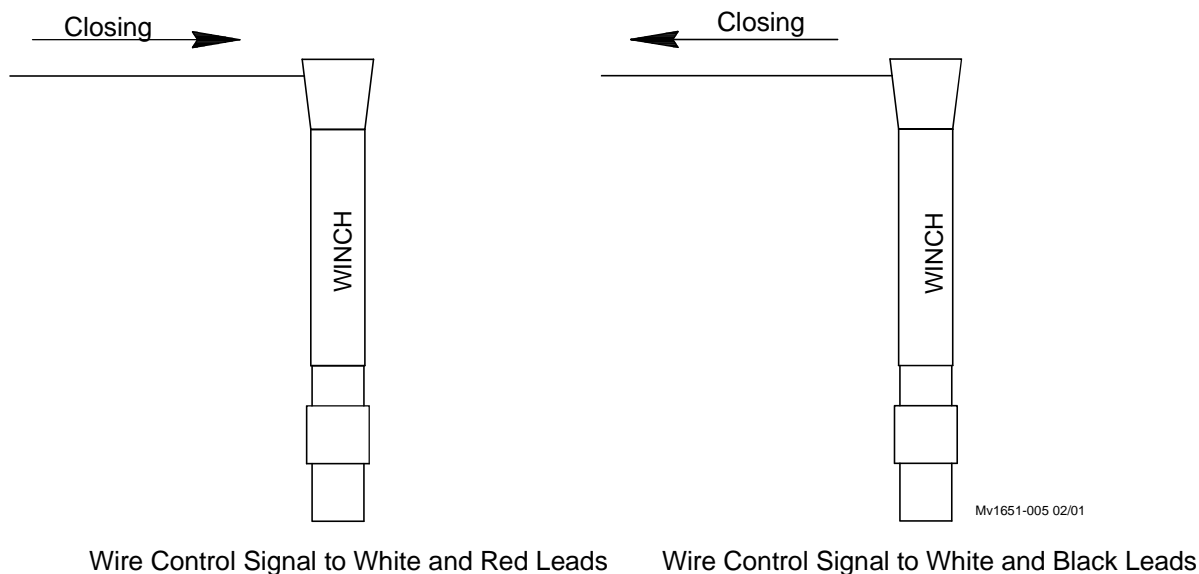 Closing
Closing
WINCH
WINCH
Mv1651-005 02/01
Wire Control Signal to White and Red Leads
Wire Control Signal to White and Black Leads